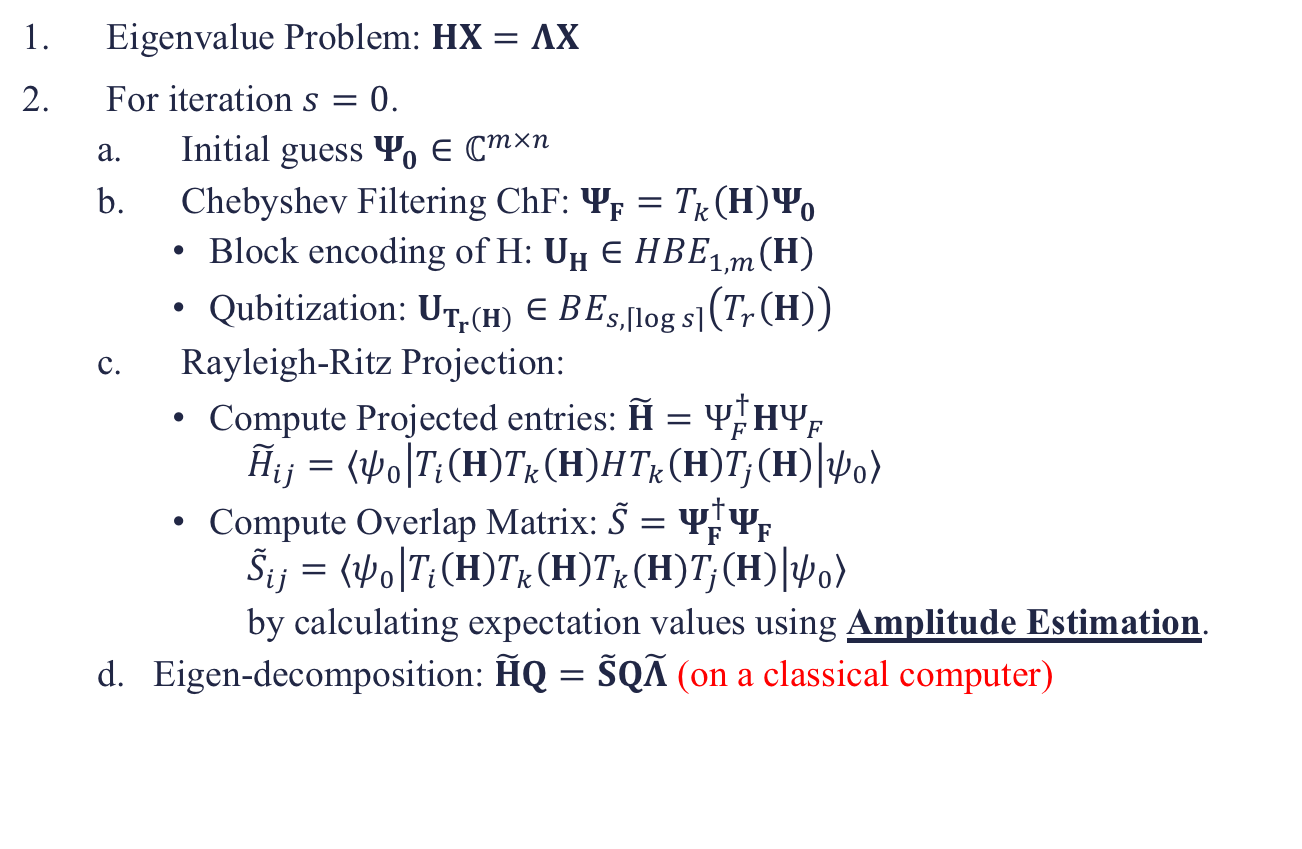 1. Eigenvalue Problem: 𝐇𝐗 = 𝚲𝐗
2. For iteration 𝑠 = 0.
a. Initial guess 𝚿₀ ∈ ℂ^{𝑚×𝑛}
b. Chebyshev Filtering ChF: 𝚿_𝐅 = 𝑇_𝑘(𝐇)𝚿₀
• Block encoding of H: 𝐔_𝐇 ∈ 𝐻𝐵𝐸_{1,𝑚}(𝐇)
• Qubitization: 𝐔_{𝐓_𝐫(𝐇)} ∈ 𝐵𝐸_{𝑠,⌈log 𝑠⌉}(𝑇_𝑟(𝐇))
c. Rayleigh-Ritz Projection:
• Compute Projected entries: 𝐇̃ = Ψ_𝐹^† 𝐇Ψ_𝐹
𝐻̃_{𝑖𝑗} = ⟨𝜓₀|𝑇_𝑖(𝐇)𝑇_𝑘(𝐇)𝐻𝑇_𝑘(𝐇)𝑇_𝑗(𝐇)|𝜓₀⟩
• Compute Overlap Matrix: 𝑆̃ = 𝚿_𝐅^† 𝚿_𝐅
𝑆̃_{𝑖𝑗} = ⟨𝜓₀|𝑇_𝑖(𝐇)𝑇_𝑘(𝐇)𝑇_𝑘(𝐇)𝑇_𝑗(𝐇)|𝜓₀⟩
by calculating expectation values using Amplitude Estimation.
d. Eigen-decomposition: 𝐇̃𝐐 = 𝐒̃𝐐𝚲̃ (on a classical computer)